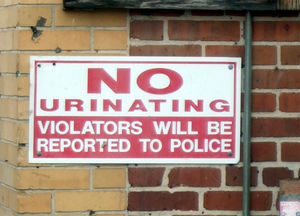 NO
URINATING
VIOLATORS WILL BE
REPORTED TO POLICE